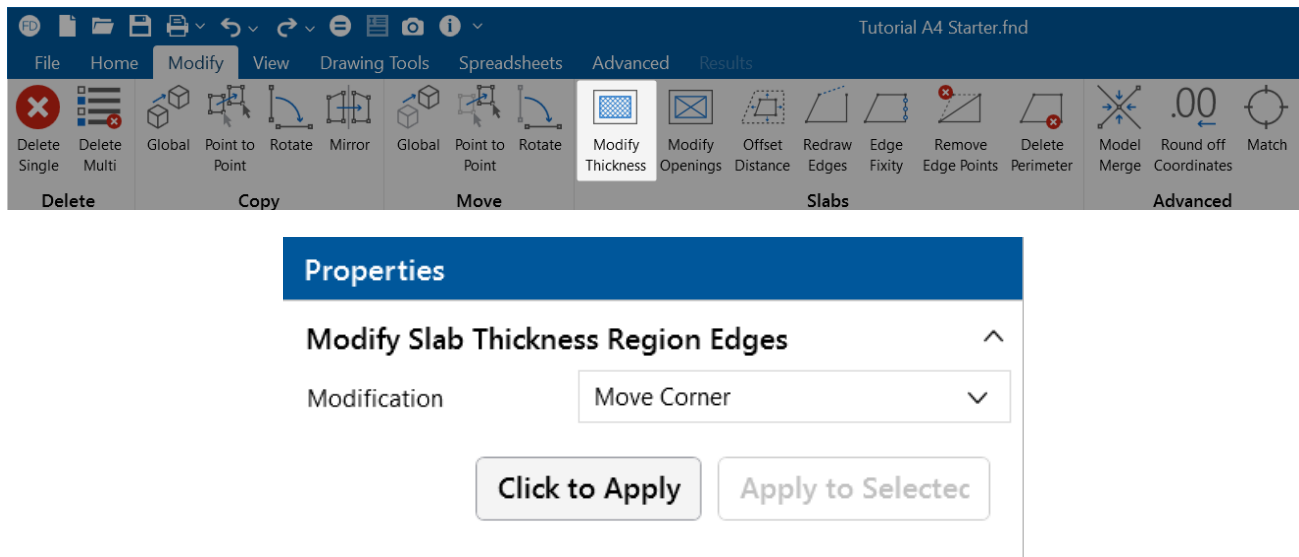 FD
Tutorial A4 Starter.fnd
File Home Modify View Drawing Tools Spreadsheets Advanced Results
.00
Delete Delete Global Point to Rotate Mirror Global Point to Rotate Modify Modify Offset Redraw Edge Remove Delete Model Round off Match
Single Multi Point Point Thickness Openings Distance Edges Fixity Edge Points Perimeter Merge Coordinates
Delete Copy Move Slabs Advanced
Properties
Modify Slab Thickness Region Edges
Modification Move Corner
Click to Apply Apply to Selectec